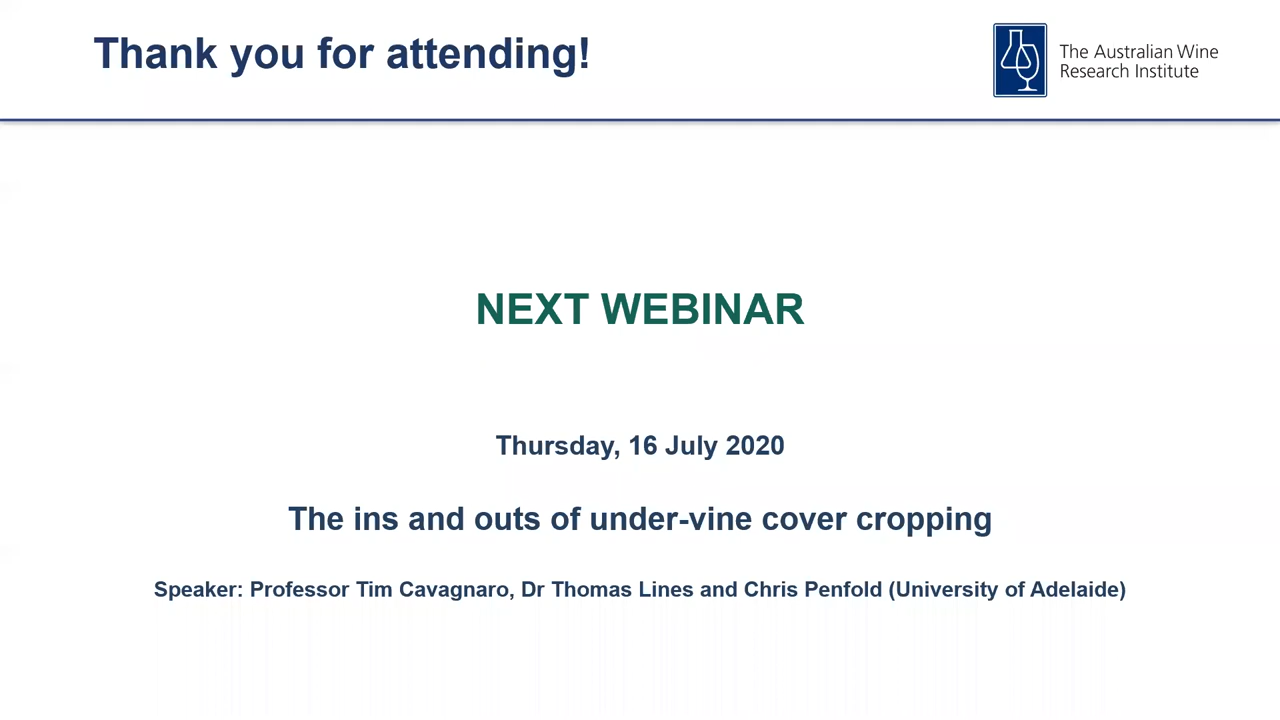 Thank you for attending!
The Australian Wine
Research Institute
NEXT WEBINAR
Thursday, 16 July 2020
The ins and outs of under-vine cover cropping
Speaker: Professor Tim Cavagnaro, Dr Thomas Lines and Chris Penfold (University of Adelaide)